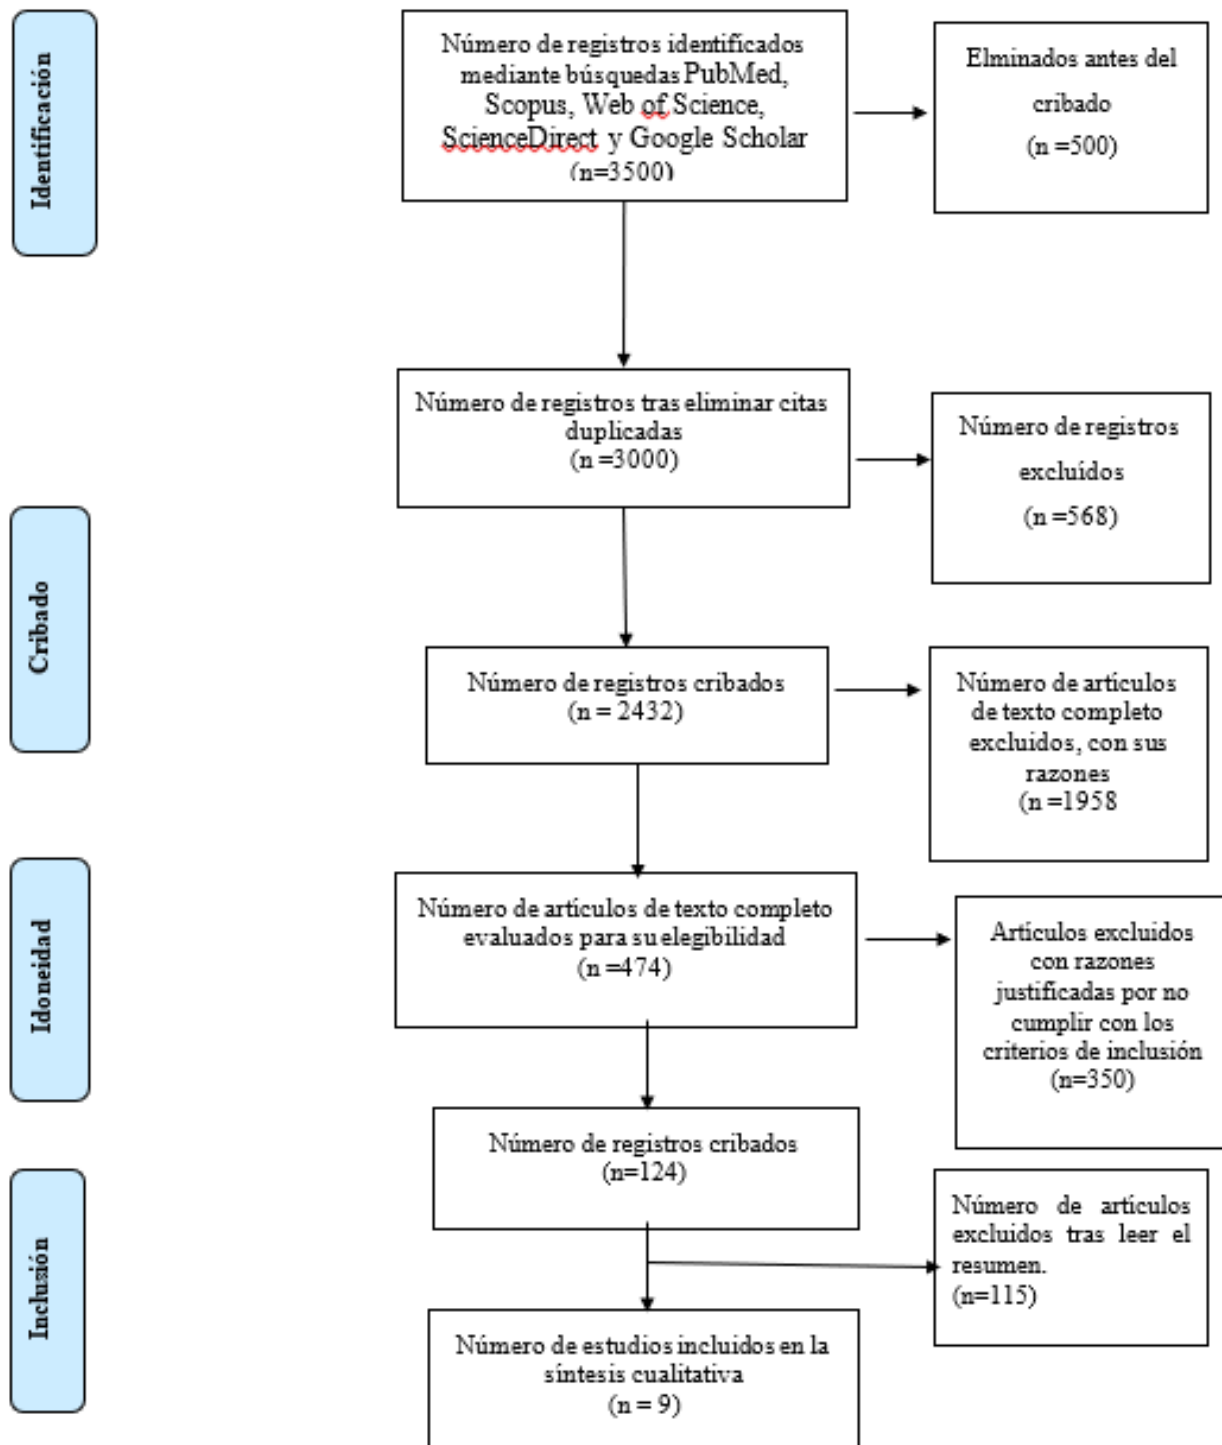 Identificación
Número de registros identificados
mediante búsquedas PubMed,
Scopus, Web of Science,
ScienceDirect y Google Scholar
(n=3500)
Elminados antes del
cribado
(n =500)
Número de registros tras eliminar citas
duplicadas
(n =3000)
Número de registros
excluídos
(n =568)
Cribado
Número de registros cribados
(n = 2432)
Número de artículos
de texto completo
excluidos, con sus
razones
(n =1958
Idoneidad
Número de artículos de texto completo
evaluados para su elegibilidad
(n =474)
Artículos excluidos
con razones
justificadas por no
cumplir con los
criterios de inclusión
(n=350)
Número de registros cribados
(n=124)
Inclusión
Número de artículos
excluidos tras leer el
resumen.
(n=115)
Número de estudios incluidos en la
síntesis cualitativa
(n = 9)